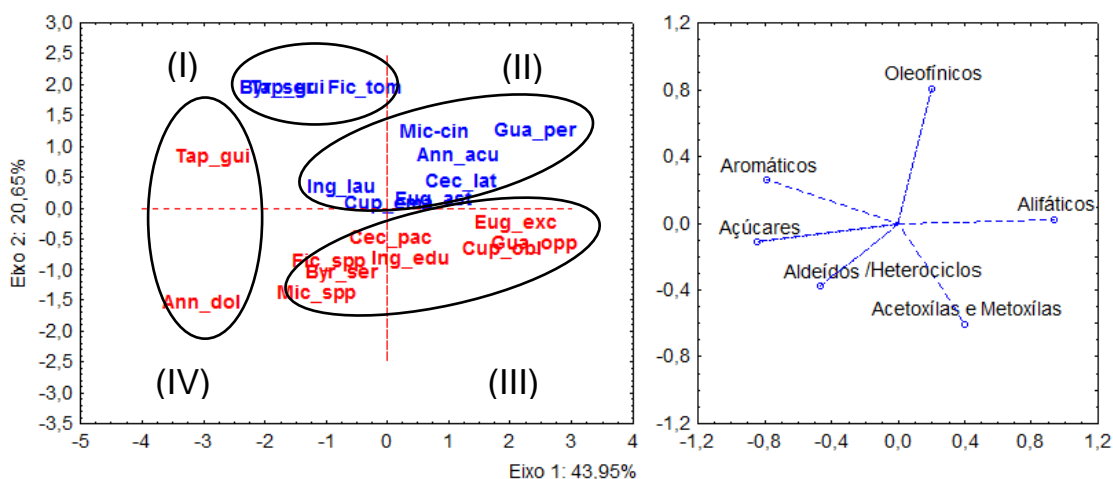 3,0
2,5
2,0
1,5
1,0
0,5
0,0
-0,5
-1,0
-1,5
-2,0
-2,5
-3,0
-3,5
Eixo 2: 20,65%
(I)
(II)
Byr_ser
Tap_gui
Fic_tom
Tap_gui
Mic-cin
Gua_per
Ann_acu
Cec_lat
Ing_lau
Eug_ast
Eug_exc
Cec_pac
Gua_opp
Cup_obl
Fic_spp
Ing_edu
Byr_ser
Mic_spp
Ann_dol
(IV)
(III)
-5
-4
-3
-2
-1
0
1
2
3
4
Eixo 1: 43,95%
1,2
0,8
0,4
0,0
-0,4
-0,8
-1,2
Oleofínicos
Aromáticos
Alifáticos
Açúcares
Aldeídos /Heterociclos
Acetoxílas e Metoxílas
-1,2
-0,8
-0,4
0,0
0,4
0,8
1,2